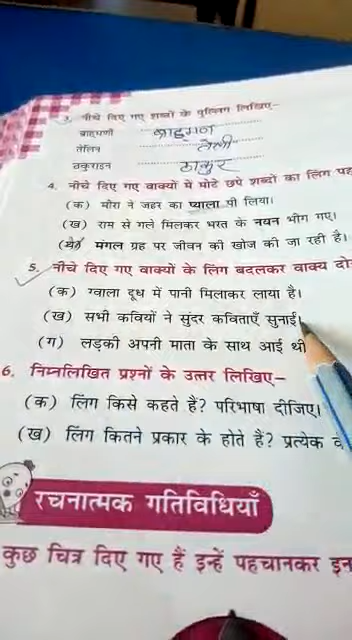 3. नीचे दिए गए शब्दों के पुल्लिंग लिखिए-
ब्राह्मणी ब्राह्मण
तेलिन तेली
ठकुराइन ठाकुर
4. नीचे दिए गए वाक्यों में मोटे छपे शब्दों का लिंग पह
(क) मीरा ने जहर का प्याला पी लिया।
(ख) राम से गले मिलकर भरत के नयन भीग गए।
मंगल ग्रह पर जीवन की खोज की जा रही है।
5. नीचे दिए गए वाक्यों के लिंग बदलकर वाक्य दो
(क) ग्वाला दूध में पानी मिलाकर लाया है।
(ख) सभी कवियों ने सुंदर कविताएँ सुनाई।
(ग) लड़की अपनी माता के साथ आई थी
6. निम्नलिखित प्रश्नों के उत्तर लिखिए-
(क) लिंग किसे कहते हैं? परिभाषा दीजिए।
(ख) लिंग कितने प्रकार के होते हैं? प्रत्येक
रचनात्मक गतिविधियाँ
कुछ चित्र दिए गए हैं इन्हें पहचानकर इन